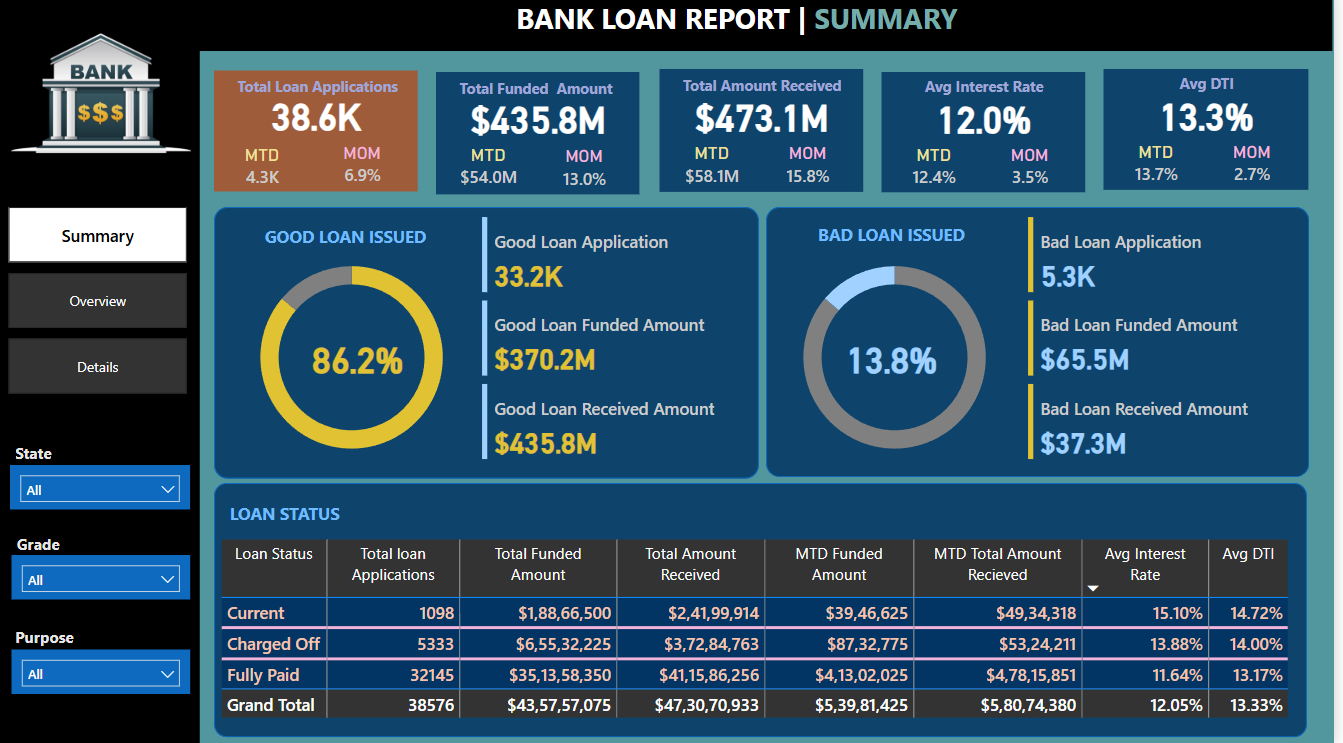 BANK LOAN REPORT | SUMMARY
BANK
$$$
Summary
Overview
Details
State
All
Grade
All
Purpose
All
Total Loan Applications
38.6K
MTD MOM
4.3K 6.9%
Total Funded Amount
$435.8M
MTD MOM
$54.0M 13.0%
Total Amount Received
$473.1M
MTD MOM
$58.1M 15.8%
Avg Interest Rate
12.0%
MTD MOM
12.4% 3.5%
Avg DTI
13.3%
MTD MOM
13.7% 2.7%
GOOD LOAN ISSUED
86.2%
Good Loan Application
33.2K
Good Loan Funded Amount
$370.2M
Good Loan Received Amount
$435.8M
BAD LOAN ISSUED
13.8%
Bad Loan Application
5.3K
Bad Loan Funded Amount
$65.5M
Bad Loan Received Amount
$37.3M
LOAN STATUS
Loan Status Total loan Total Funded Total Amount MTD Funded MTD Total Amount Avg Interest Avg DTI
Applications Amount Received Amount Recieved Rate
Current 1098 $1,88,66,500 $2,41,99,914 $39,46,625 $49,34,318 15.10% 14.72%
Charged Off 5333 $6,55,32,225 $3,72,84,763 $87,32,775 $53,24,211 13.88% 14.00%
Fully Paid 32145 $35,13,58,350 $41,15,86,256 $4,13,02,025 $4,78,15,851 11.64% 13.17%
Grand Total 38576 $43,57,57,075 $47,30,70,933 $5,39,81,425 $5,80,74,380 12.05% 13.33%